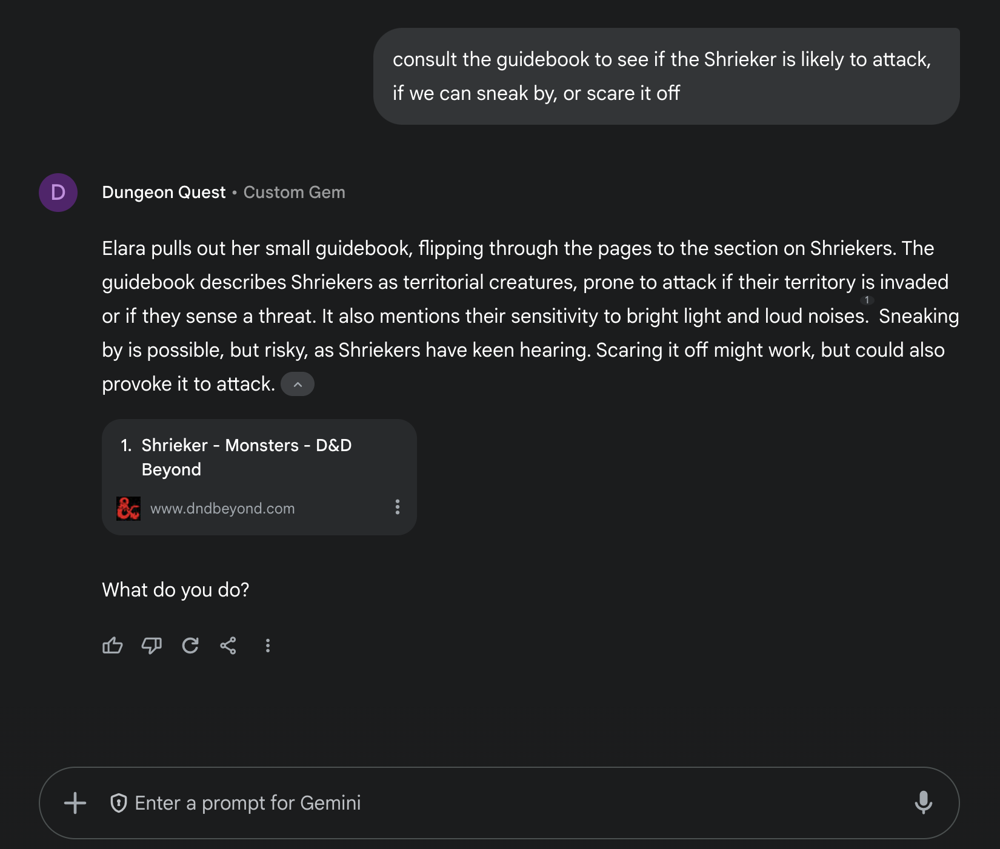 consult the guidebook to see if the Shrieker is likely to attack,
if we can sneak by, or scare it off
D
Dungeon Quest • Custom Gem
Elara pulls out her small guidebook, flipping through the pages to the section on Shriekers. The
guidebook describes Shriekers as territorial creatures, prone to attack if their territory is invaded
or if they sense a threat. It also mentions their sensitivity to bright light and loud noises. 1 Sneaking
by is possible, but risky, as Shriekers have keen hearing. Scaring it off might work, but could also
provoke it to attack.
1. Shrieker - Monsters - D&D
Beyond
www.dndbeyond.com
What do you do?
Enter a prompt for Gemini